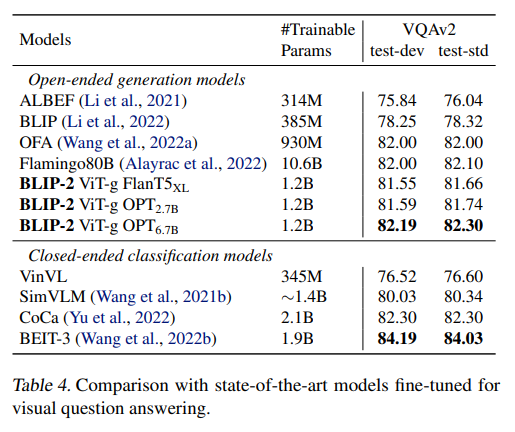 Models #Trainable Params VQAv2
test-dev test-std
Open-ended generation models
ALBEF (Li et al., 2021) 314M 75.84 76.04
BLIP (Li et al., 2022) 385M 78.25 78.32
OFA (Wang et al., 2022a) 930M 82.00 82.00
Flamingo80B (Alayrac et al., 2022) 10.6B 82.00 82.10
BLIP-2 ViT-g FlanT5XL 1.2B 81.55 81.66
BLIP-2 ViT-g OPT2.7B 1.2B 81.59 81.74
BLIP-2 ViT-g OPT6.7B 1.2B 82.19 82.30
Closed-ended classification models
VinVL 345M 76.52 76.60
SimVLM (Wang et al., 2021b) ∼1.4B 80.03 80.34
CoCa (Yu et al., 2022) 2.1B 82.30 82.30
BEIT-3 (Wang et al., 2022b) 1.9B 84.19 84.03
Table 4. Comparison with state-of-the-art models fine-tuned for
visual question answering.